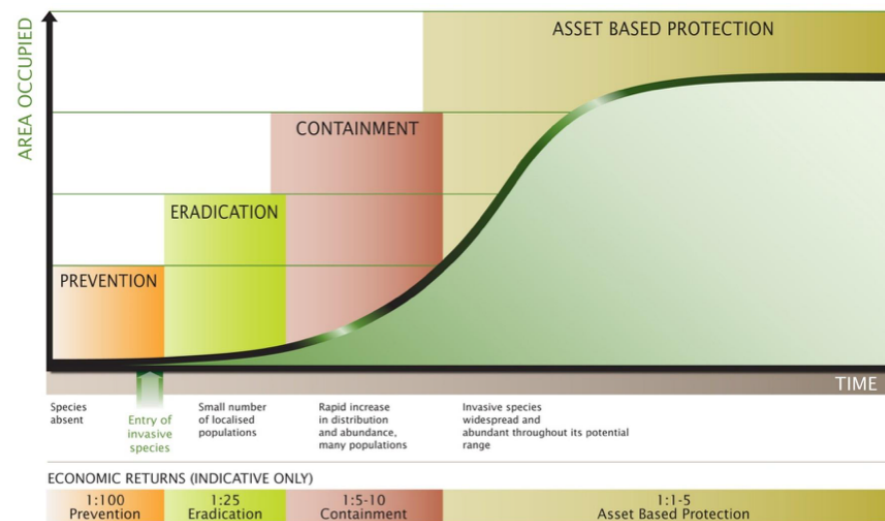 AREA OCCUPIED
ASSET BASED PROTECTION
CONTAINMENT
ERADICATION
PREVENTION
TIME
Species
absent
Entry of
invasive
species
Small number
of localised
populations
Rapid increase
in distribution
and abundance,
many populations
Invasive species
widespread and
abundant throughout its potential
range
ECONOMIC RETURNS (INDICATIVE ONLY)
1:100
Prevention
1:25
Eradication
1:5-10
Containment
1:1-5
Asset Based Protection